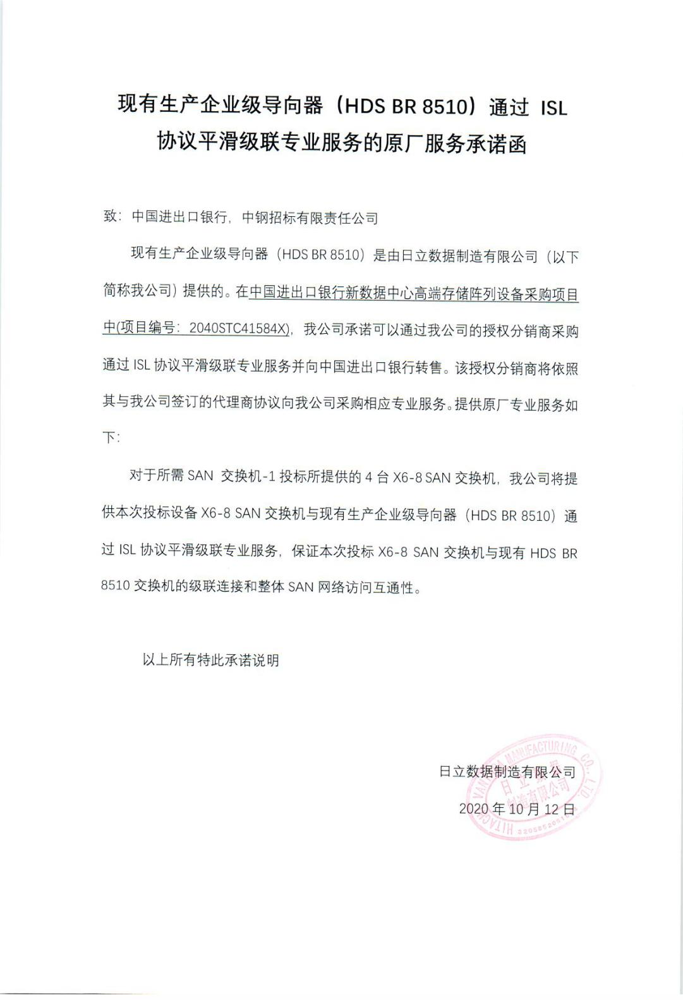 现有生产企业级导向器（HDS BR 8510）通过 ISL
协议平滑级联专业服务的原厂服务承诺函
致：中国进出口银行，中钢招标有限责任公司
现有生产企业级导向器（HDS BR 8510）是由日立数据制造有限公司（以下
简称我公司）提供的。在中国进出口银行新数据中心高端存储阵列设备采购项目
中(项目编号：2040STC41584X)，我公司承诺可以通过我公司的授权分销商采购
通过 ISL 协议平滑级联专业服务并向中国进出口银行转售。该授权分销商将依照
其与我公司签订的代理商协议向我公司采购相应专业服务。提供原厂专业服务如
下：
对于所需 SAN 交换机-1 投标所提供的 4 台 X6-8 SAN 交换机，我公司将提
供本次投标设备 X6-8 SAN 交换机与现有生产企业级导向器（HDS BR 8510）通
过 ISL 协议平滑级联专业服务，保证本次投标 X6-8 SAN 交换机与现有 HDS BR
8510 交换机的级联连接和整体 SAN 网络访问互通性。
以上所有特此承诺说明
日立数据制造有限公司
2020 年 10 月 12 日
HITACHI VANTARA MANUFACTURING CO., LTD.
日立数据
制造有限公司